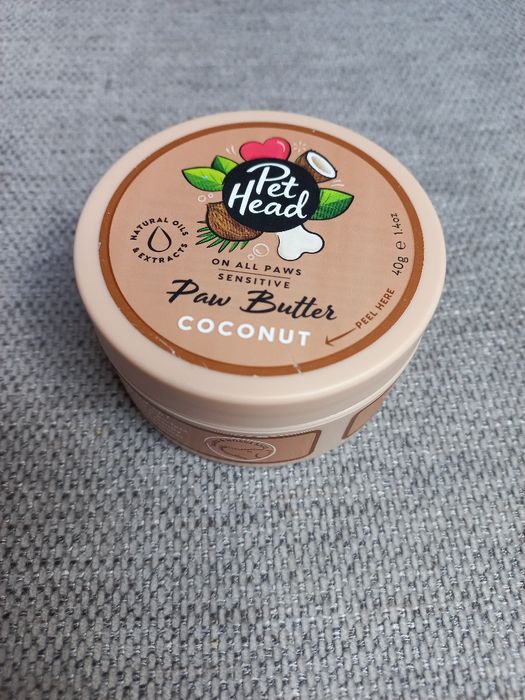 Pet
Head
NATURAL OILS
& EXTRACTS
ON ALL PAWS
SENSITIVE
Paw Butter
COCONUT
PEEL HERE
40g e 1.4oz